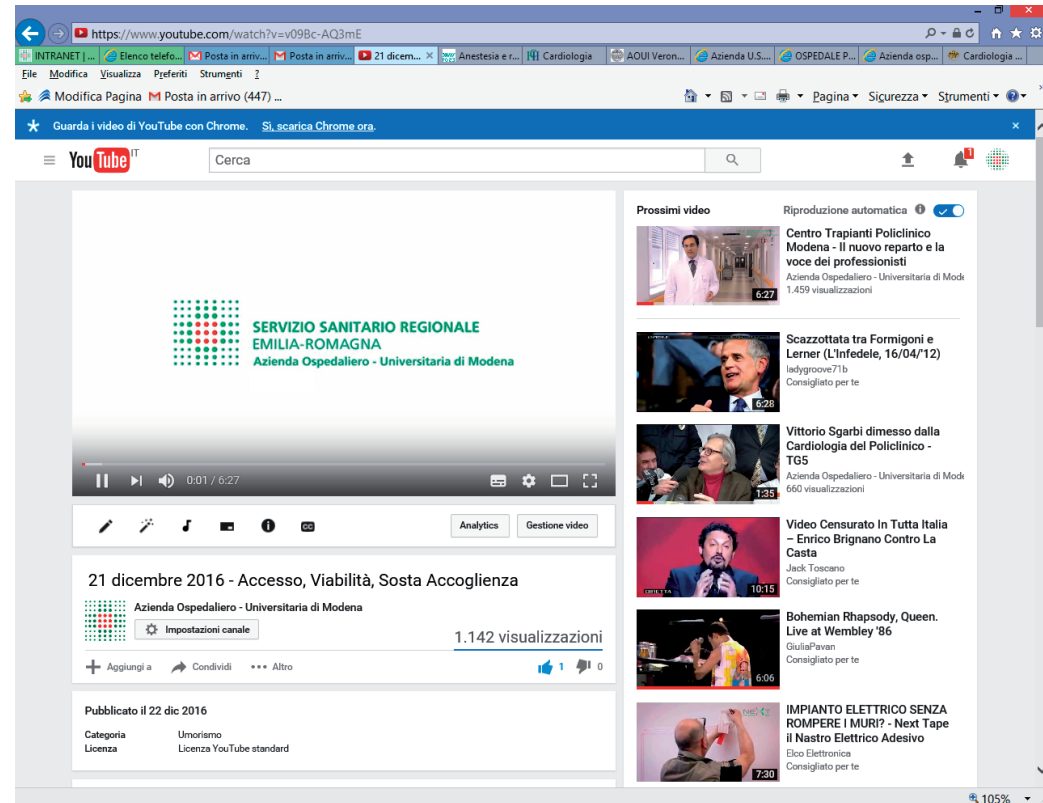 https://www.youtube.com/watch?v=v09Bc-AQ3mE
INTRANET | ...
Elenco telefo...
Posta in arriv...
Posta in arriv...
21 dicem...
Anestesia e r...
Cardiologia
AOUI Veron...
Azienda U.S....
OSPEDALE P...
Azienda osp...
Cardiologia ...
File Modifica Visualizza Preferiti Strumenti ?
Modifica Pagina Posta in arrivo (447) ...
Pagina Sicurezza Strumenti
Guarda i video di YouTube con Chrome. Sì, scarica Chrome ora.
YouTube IT
Cerca
1
SERVIZIO SANITARIO REGIONALE
EMILIA-ROMAGNA
Azienda Ospedaliero - Universitaria di Modena
0:01 / 6:27
CC
Analytics
Gestione video
21 dicembre 2016 - Accesso, Viabilità, Sosta Accoglienza
Azienda Ospedaliero - Universitaria di Modena
Impostazioni canale
1.142 visualizzazioni
Aggiungi a
Condividi
Altro
1
0
Pubblicato il 22 dic 2016
Categoria Umorismo
Licenza Licenza YouTube standard
Prossimi video
Riproduzione automatica
Centro Trapianti Policlinico
Modena - Il nuovo reparto e la
voce dei professionisti
Azienda Ospedaliero - Universitaria di Mode
1.459 visualizzazioni
6:27
Scazzottata tra Formigoni e
Lerner (L'Infedele, 16/04/'12)
ladygroove71b
Consigliato per te
6:28
Vittorio Sgarbi dimesso dalla
Cardiologia del Policlinico -
TG5
Azienda Ospedaliero - Universitaria di Mode
660 visualizzazioni
1:35
Video Censurato In Tutta Italia
– Enrico Brignano Contro La
Casta
Jack Toscano
Consigliato per te
10:15
Bohemian Rhapsody, Queen.
Live at Wembley '86
GiuliaPavan
Consigliato per te
6:06
IMPIANTO ELETTRICO SENZA
ROMPERE I MURI? - Next Tape
il Nastro Elettrico Adesivo
Elco Elettronica
Consigliato per te
7:30
105%